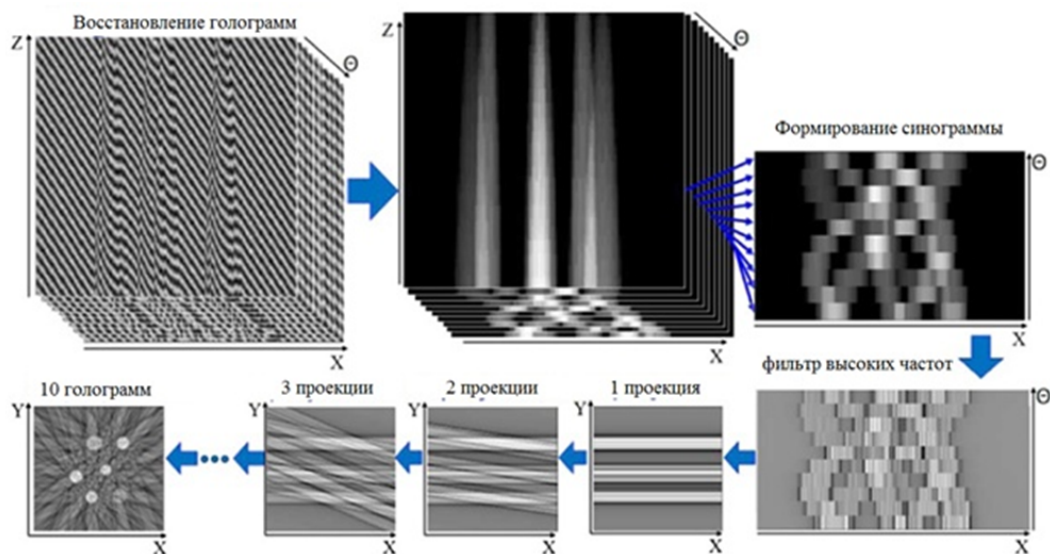 Восстановление голограмм
Z
Θ
X
Z
Θ
X
Формирование синограммы
Θ
X
фильтр высоких частот
Θ
X
1 проекция
Y
X
2 проекции
Y
X
3 проекции
Y
X
10 голограмм
Y
X